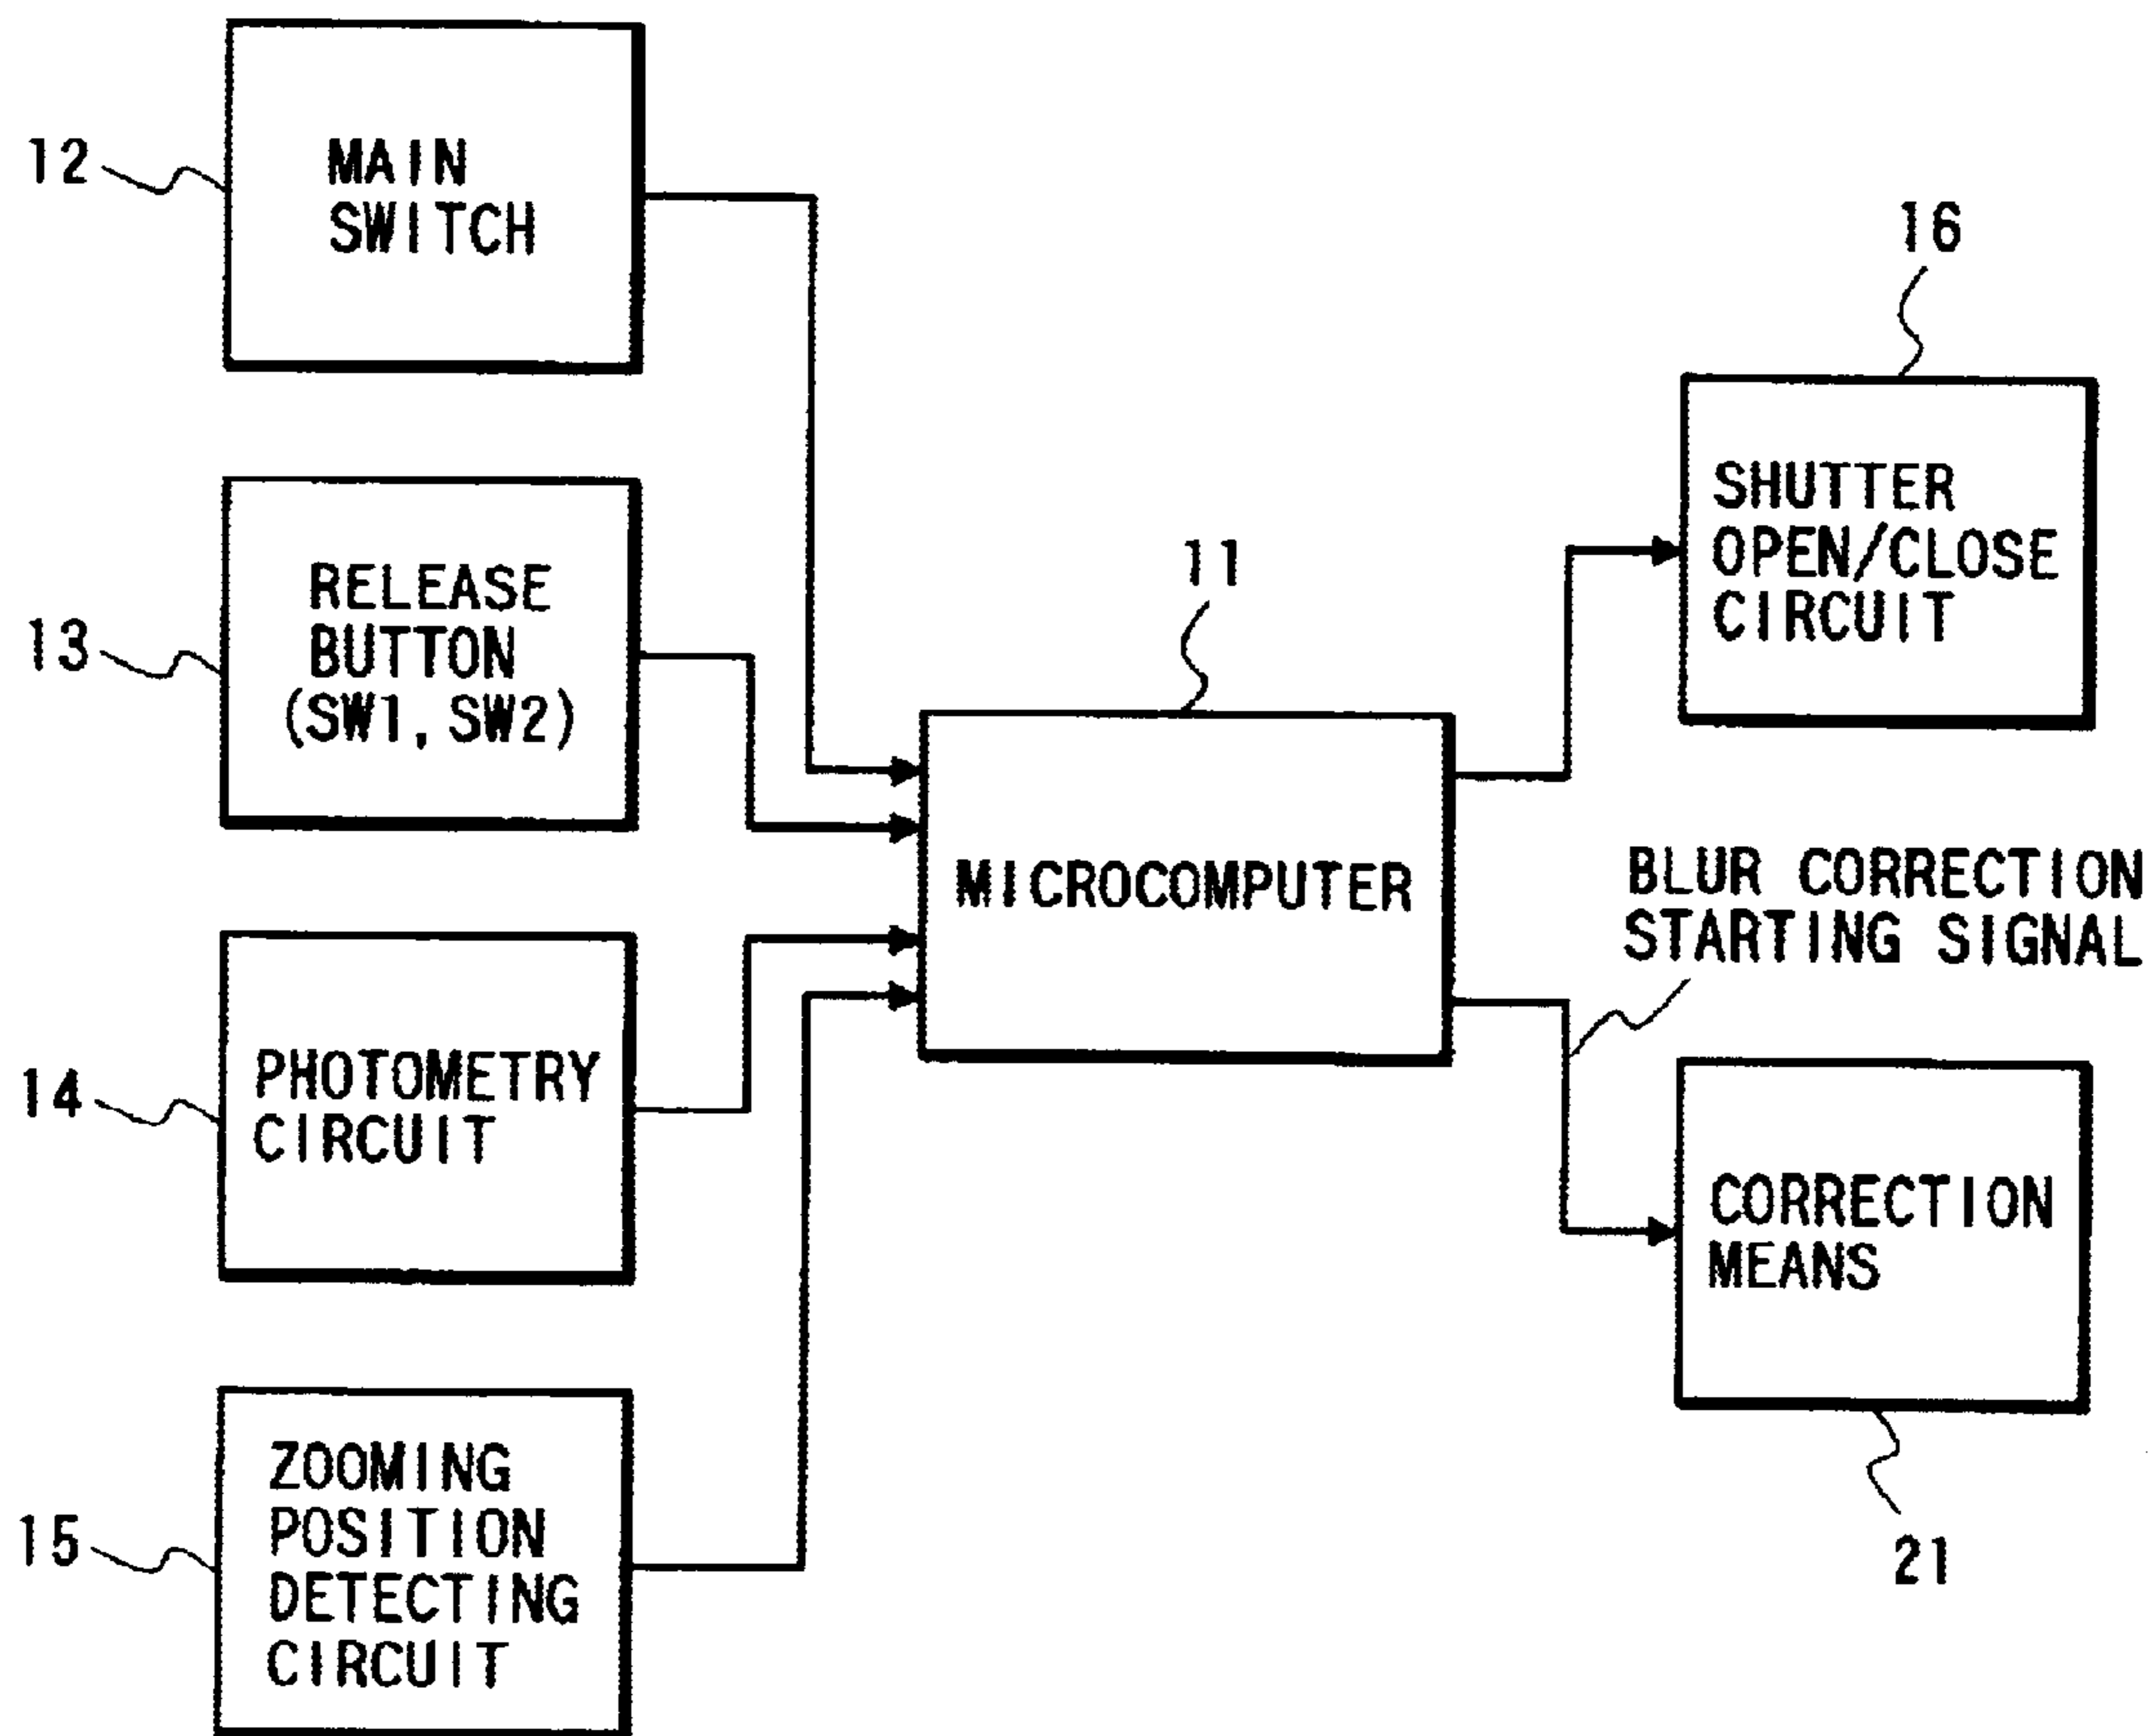 12
MAIN
SWITCH
13
RELEASE
BUTTON
(SW1, SW2)
14
PHOTOMETRY
CIRCUIT
15
ZOOMING
POSITION
DETECTING
CIRCUIT
11
MICROCOMPUTER
16
SHUTTER
OPEN/CLOSE
CIRCUIT
BLUR CORRECTION
STARTING SIGNAL
CORRECTION
MEANS
21